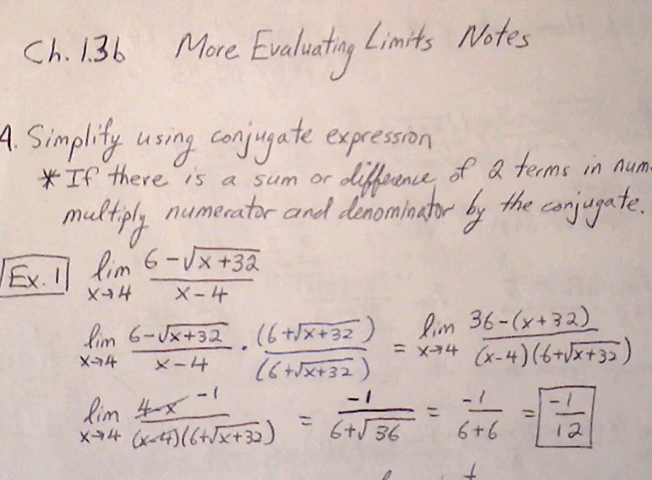 Ch. 1.3b More Evaluating Limits Notes
A. Simplify using conjugate expression
* If there is a sum or difference of 2 terms in num
multiply numerator and denominator by the conjugate.
Ex. 1 lim x→4 (6-√(x+32))/(x-4)
lim x→4 (6-√(x+32))/(x-4) · (6+√(x+32))/(6+√(x+32)) = lim x→4 (36-(x+32))/((x-4)(6+√(x+32)))
lim x→4 (4-x) -1/((x-4)(6+√(x+32))) = -1/(6+√36) = -1/(6+6) = -1/12